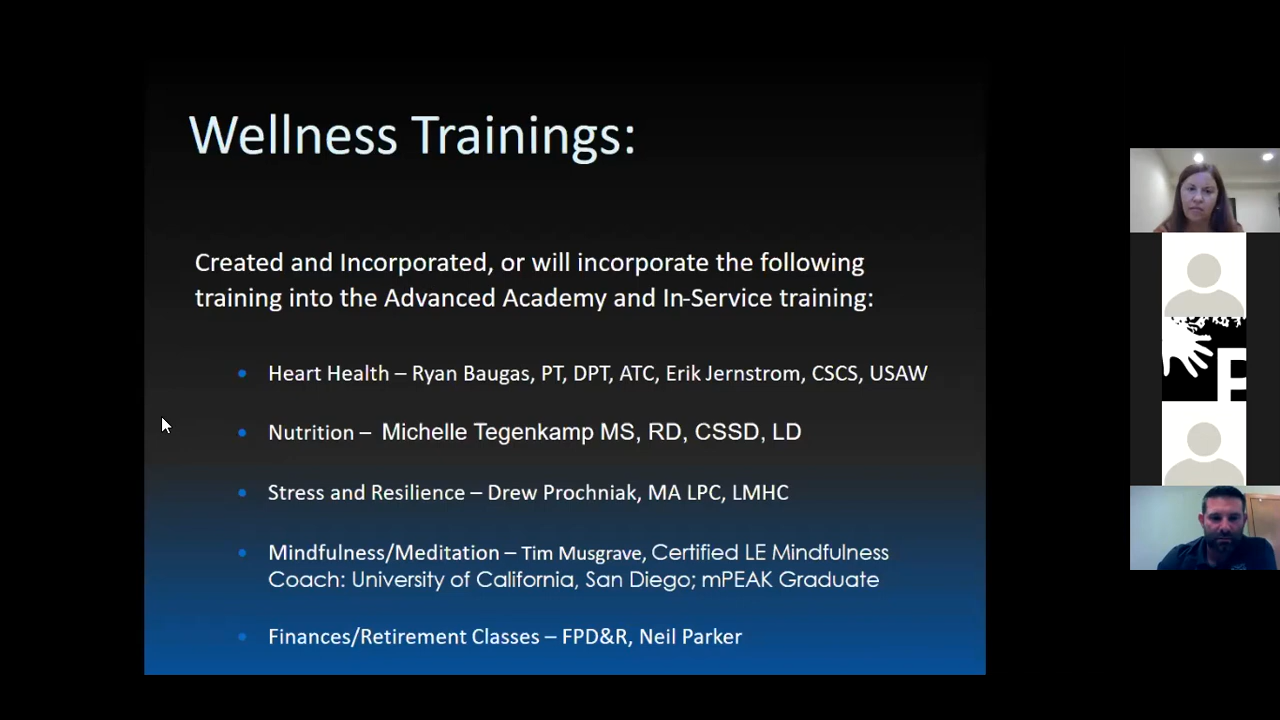 Wellness Trainings:
Created and Incorporated, or will incorporate the following
training into the Advanced Academy and In-Service training:
• Heart Health – Ryan Baugas, PT, DPT, ATC, Erik Jernstrom, CSCS, USAW
• Nutrition – Michelle Tegenkamp MS, RD, CSSD, LD
• Stress and Resilience – Drew Prochniak, MA LPC, LMHC
• Mindfulness/Meditation – Tim Musgrave, Certified LE Mindfulness
Coach: University of California, San Diego; mPEAK Graduate
• Finances/Retirement Classes – FPD&R, Neil Parker
P